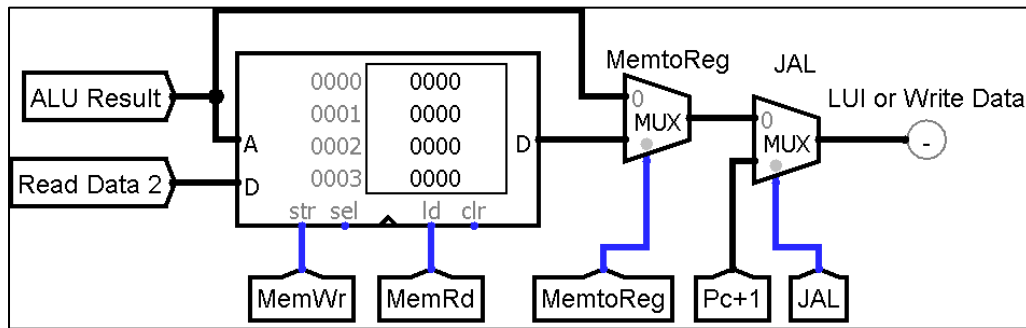 MemtoReg
JAL
LUI or Write Data
ALU Result
Read Data 2
A
D
0000 0000
0001 0000
0002 0000
0003 0000
D
str sel ld clr
0
MUX
0
MUX
-
MemWr
MemRd
MemtoReg
Pc+1
JAL